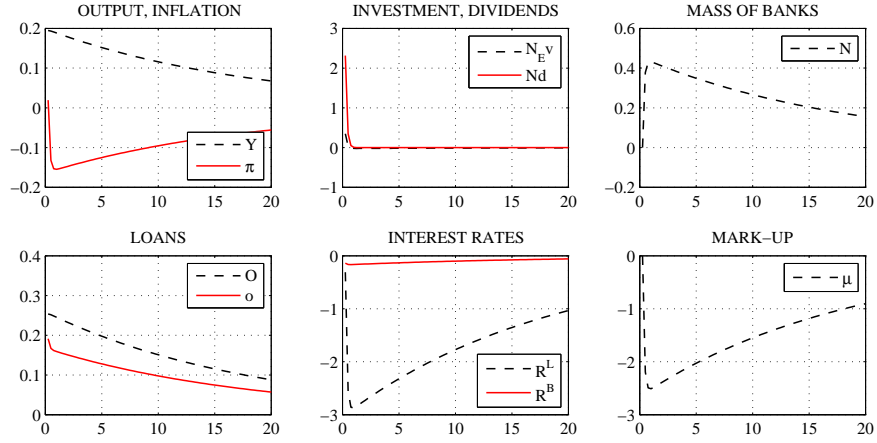 OUTPUT, INFLATION
0.2
0.1
0
−0.1
−0.2
0 5 10 15 20
Y
π
INVESTMENT, DIVIDENDS
3
2
1
0
−1
5 10 15 20
N_E v
Nd
MASS OF BANKS
0.6
0.4
0.2
0
−0.2
0 5 10 15 20
N
LOANS
0.4
0.3
0.2
0.1
0
0 5 10 15 20
O
o
INTEREST RATES
0
−1
−2
−3
0 5 10 15 20
R^L
R^B
MARK−UP
0
−1
−2
−3
0 5 10 15 20
μ